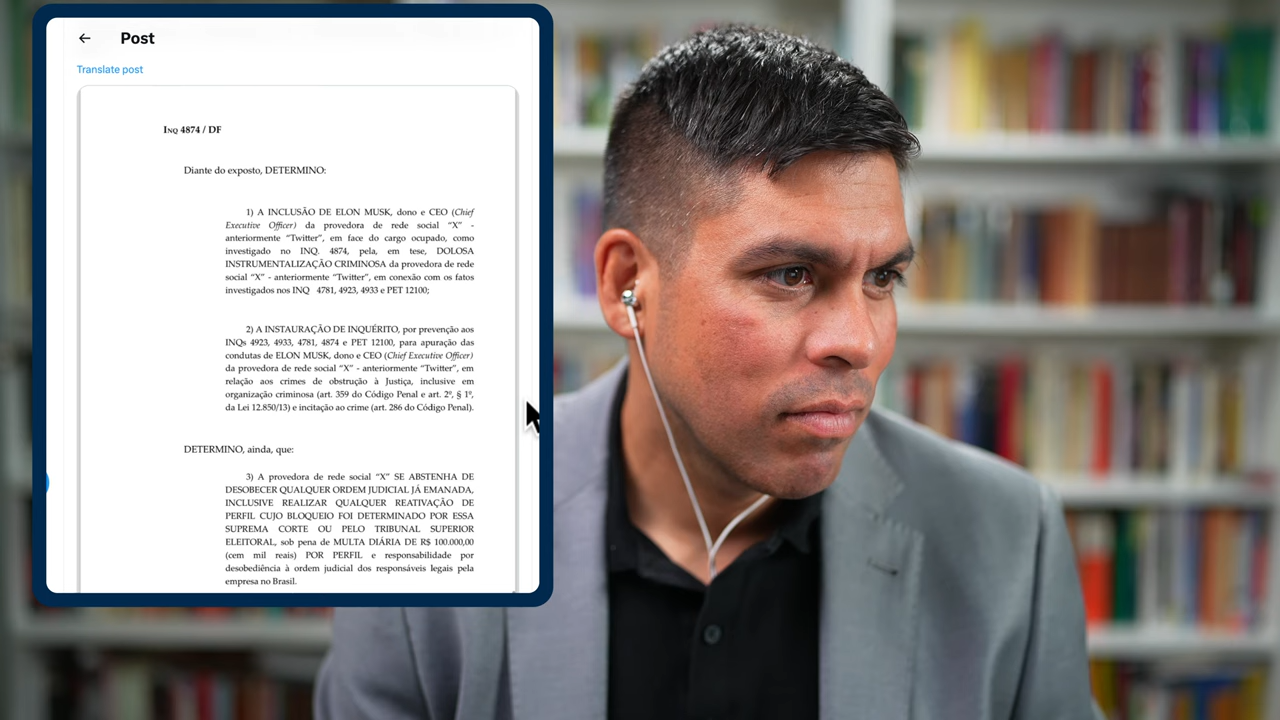 Post
Translate post
INQ 4874 / DF
Diante do exposto, DETERMINO:
1) A INCLUSÃO DE ELON MUSK, dono e CEO (Chief
Executive Officer) da provedora de rede social “X” -
anteriormente “Twitter”, em face do cargo ocupado, como
investigado no INQ. 4874, pela, em tese, DOLOSA
INSTRUMENTALIZAÇÃO CRIMINOSA da provedora de rede
social “X” - anteriormente “Twitter”, em conexão com os fatos
investigados nos INQ 4781, 4923, 4933 e PET 12100;
2) A INSTAURAÇÃO DE INQUÉRITO, por prevenção aos
INQs 4923, 4933, 4781, 4874 e PET 12100, para apuração das
condutas de ELON MUSK, dono e CEO (Chief Executive Officer)
da provedora de rede social “X” - anteriormente “Twitter”, em
relação aos crimes de obstrução à Justiça, inclusive em
organização criminosa (art. 359 do Código Penal e art. 2º, § 1º,
da Lei 12.850/13) e incitação ao crime (art. 286 do Código Penal).
DETERMINO, ainda, que:
3) A provedora de rede social “X” SE ABSTENHA DE
DESOBECER QUALQUER ORDEM JUDICIAL JÁ EMANADA,
INCLUSIVE REALIZAR QUALQUER REATIVAÇÃO DE
PERFIL CUJO BLOQUEIO FOI DETERMINADO POR ESSA
SUPREMA CORTE OU PELO TRIBUNAL SUPERIOR
ELEITORAL, sob pena de MULTA DIÁRIA DE R$ 100.000,00
(cem mil reais) POR PERFIL e responsabilidade por
desobediência à ordem judicial dos responsáveis legais pela
empresa no Brasil.